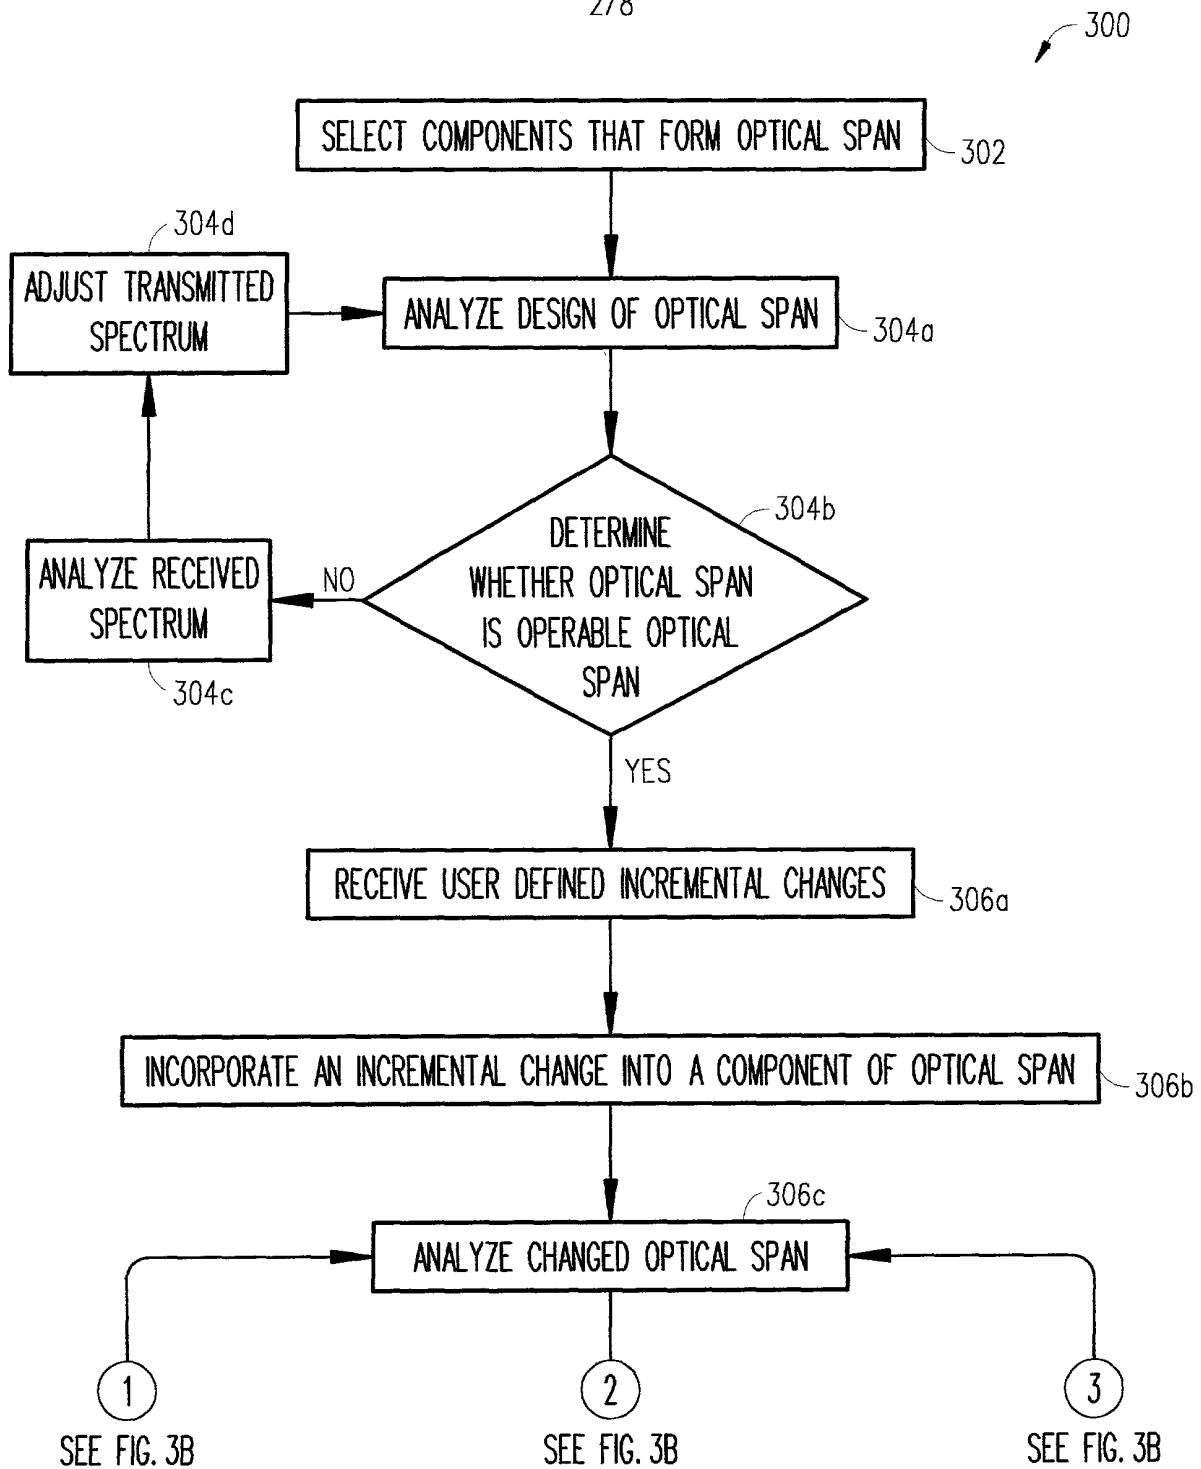 300
SELECT COMPONENTS THAT FORM OPTICAL SPAN
302
304d
ADJUST TRANSMITTED
SPECTRUM
ANALYZE DESIGN OF OPTICAL SPAN
304a
304b
DETERMINE
WHETHER OPTICAL SPAN
IS OPERABLE OPTICAL
SPAN
NO
ANALYZE RECEIVED
SPECTRUM
304c
YES
RECEIVE USER DEFINED INCREMENTAL CHANGES
306a
INCORPORATE AN INCREMENTAL CHANGE INTO A COMPONENT OF OPTICAL SPAN
306b
306c
ANALYZE CHANGED OPTICAL SPAN
1
2
3
SEE FIG. 3B
SEE FIG. 3B
SEE FIG. 3B